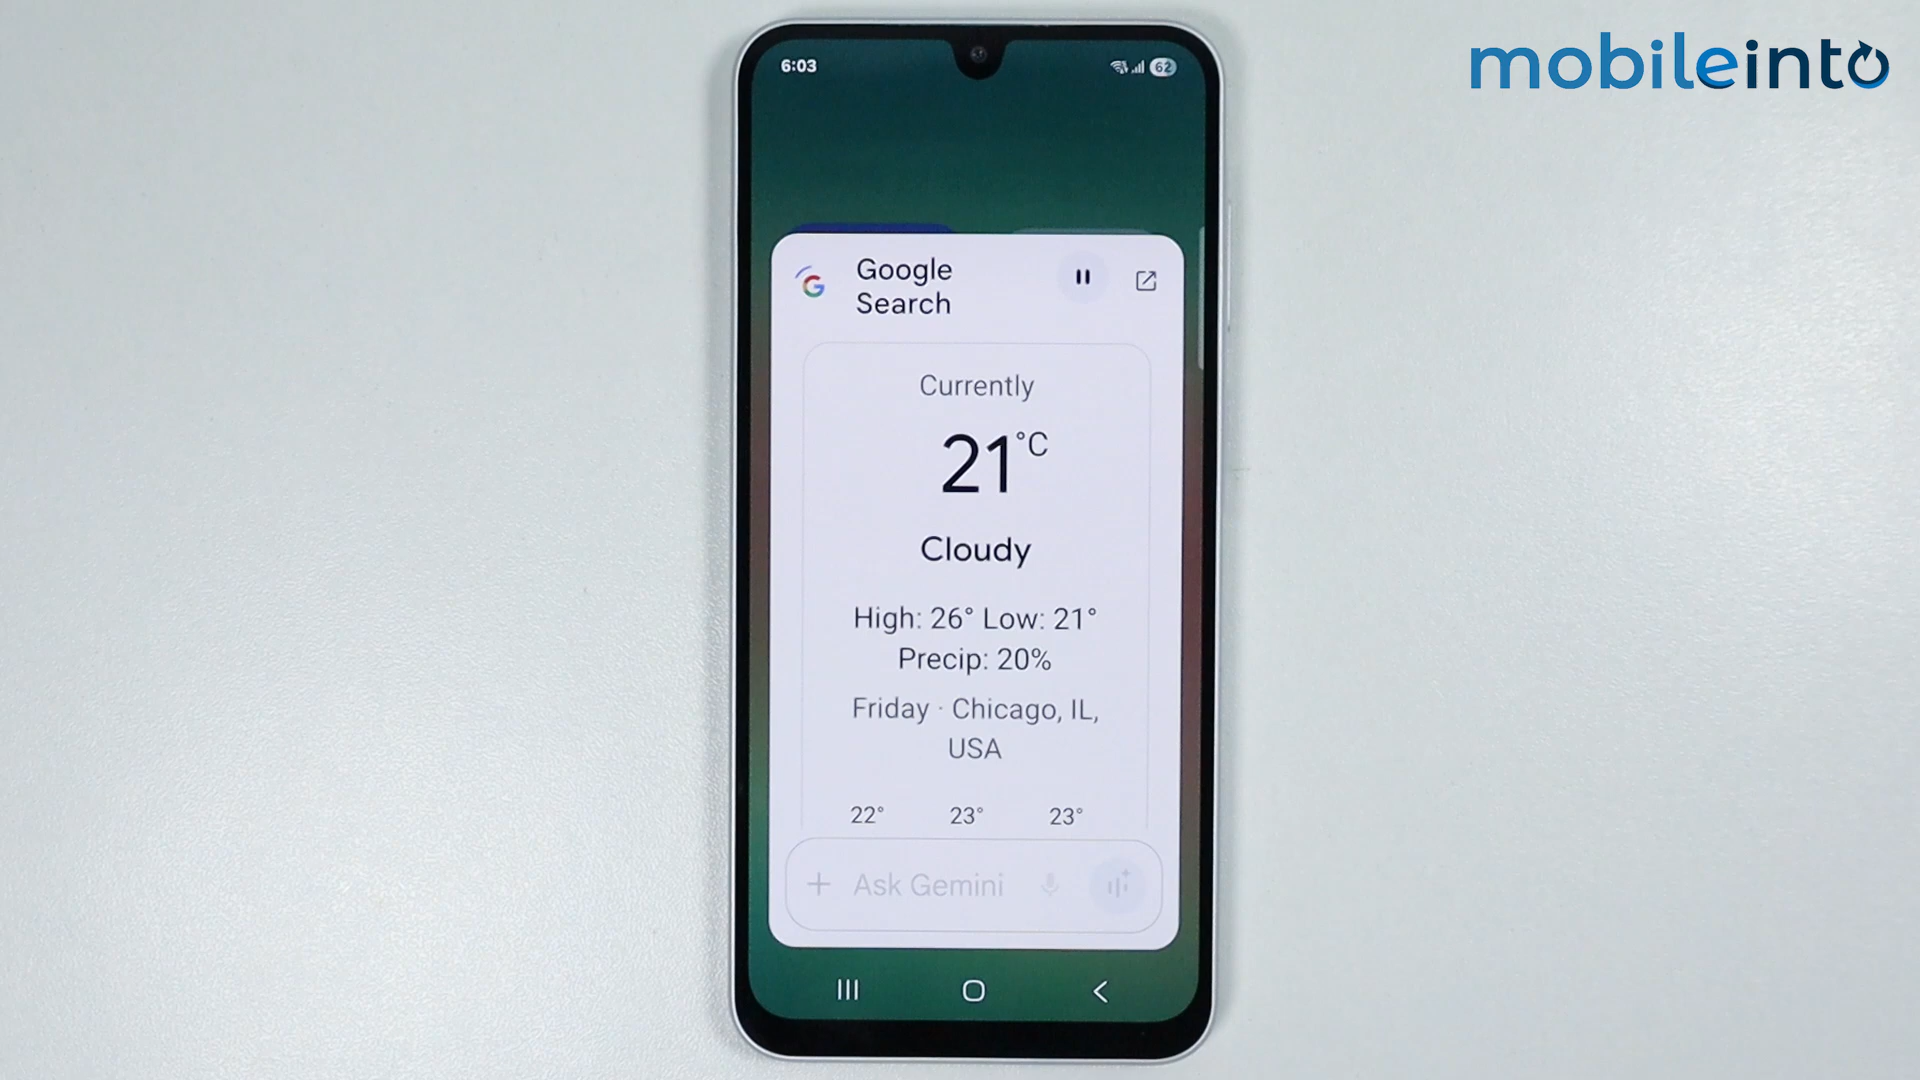 mobileinto
6:03
62
Google
Search
Currently
21°C
Cloudy
High: 26° Low: 21°
Precip: 20%
Friday · Chicago, IL,
USA
22° 23° 23°
Ask Gemini